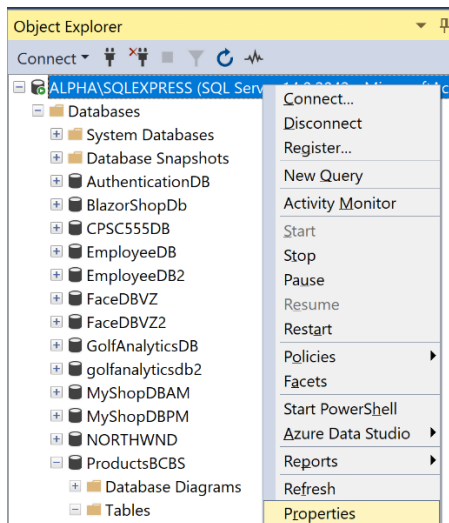 Object Explorer
Connect
ALPHA\SQLEXPRESS (SQL Serv
Databases
System Databases
Database Snapshots
AuthenticationDB
BlazorShopDb
CPSC555DB
EmployeeDB
EmployeeDB2
FaceDBVZ
FaceDBVZ2
GolfAnalyticsDB
golfanalyticsdb2
MyShopDBAM
MyShopDBPM
NORTHWND
ProductsBCBS
Database Diagrams
Tables
Connect...
Disconnect
Register...
New Query
Activity Monitor
Start
Stop
Pause
Resume
Restart
Policies
Facets
Start PowerShell
Azure Data Studio
Reports
Refresh
Properties